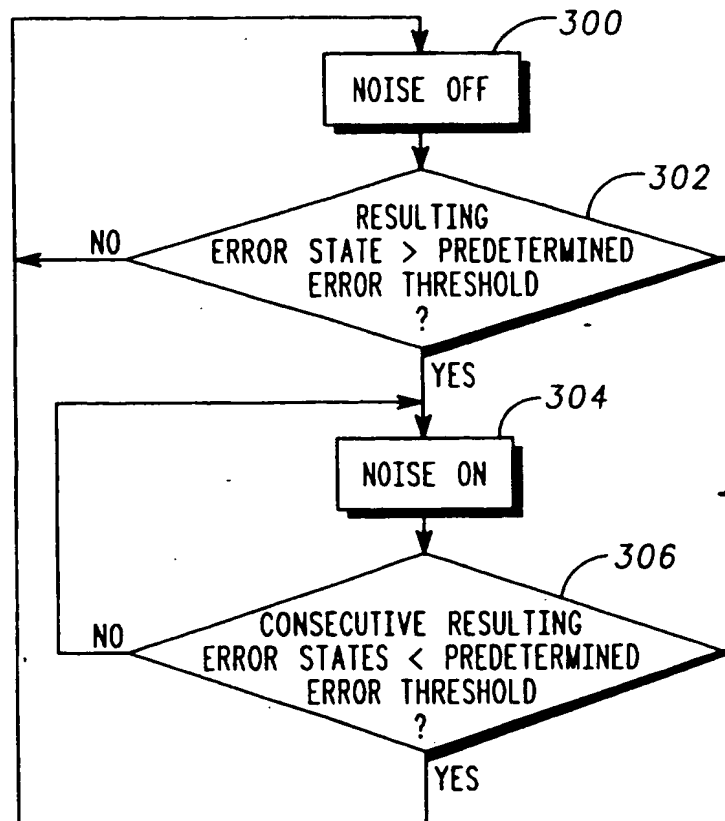 300
NOISE OFF
302
RESULTING
ERROR STATE > PREDETERMINED
ERROR THRESHOLD
?
NO
YES
304
NOISE ON
306
CONSECUTIVE RESULTING
ERROR STATES < PREDETERMINED
ERROR THRESHOLD
?
NO
YES